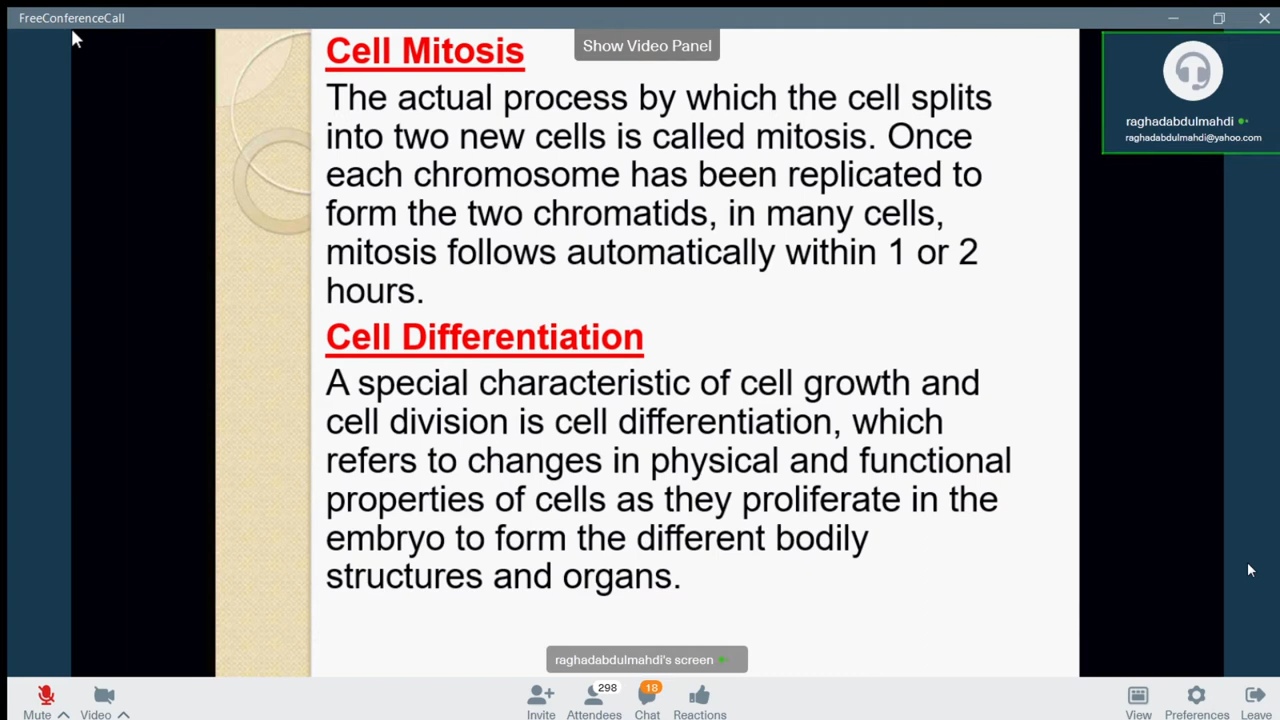 FreeConferenceCall
Show Video Panel
Cell Mitosis
The actual process by which the cell splits
into two new cells is called mitosis. Once
each chromosome has been replicated to
form the two chromatids, in many cells,
mitosis follows automatically within 1 or 2
hours.
Cell Differentiation
A special characteristic of cell growth and
cell division is cell differentiation, which
refers to changes in physical and functional
properties of cells as they proliferate in the
embryo to form the different bodily
structures and organs.
raghadabdulmahdi
raghadabdulmahdi@yahoo.com
raghadabdulmahdi's screen
298
18
Mute
Video
Invite
Attendees
Chat
Reactions
View
Preferences
Leave